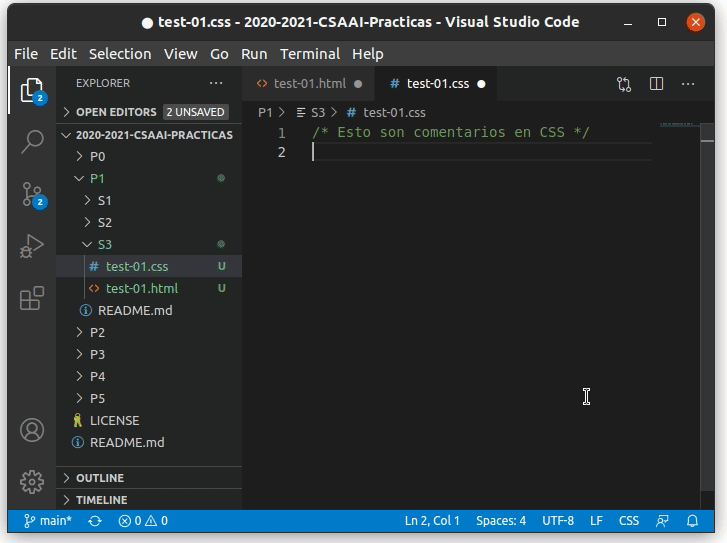 test-01.css - 2020-2021-CSAAI-Practicas - Visual Studio Code
File Edit Selection View Go Run Terminal Help
EXPLORER
OPEN EDITORS 2 UNSAVED
2020-2021-CSAAI-PRACTICAS
P0
P1
S1
S2
S3
# test-01.css U
<> test-01.html U
README.md
P2
P3
P4
P5
LICENSE
README.md
OUTLINE
TIMELINE
2
2
<> test-01.html
# test-01.css
P1 > S3 > # test-01.css
1 /* Esto son comentarios en CSS */
2
main* 0 0 Ln 2, Col 1 Spaces: 4 UTF-8 LF CSS